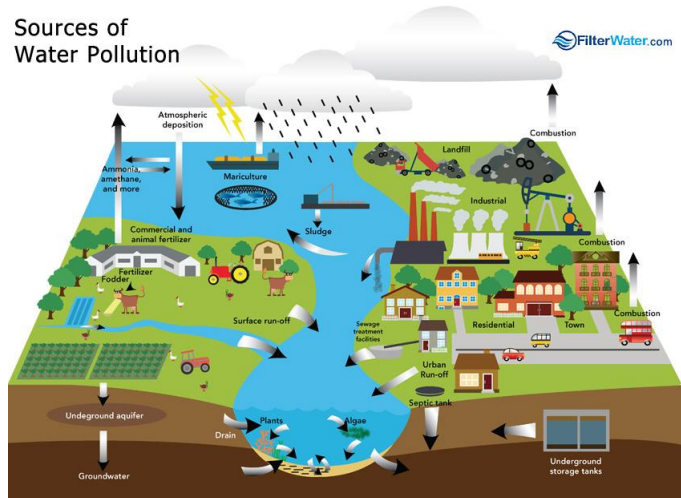 Sources of
Water Pollution
FilterWater.com
Atmospheric
deposition
Combustion
Landfill
Ammonia,
amethane,
and more
Mariculture
Industrial
Commercial and
animal fertilizer
Sludge
Combustion
Fertilizer
Fodder
Surface run-off
Sewage
treatment
facilities
Residential
Town
Combustion
Urban
Run-off
Septic tank
Undeground aquifer
Plants
Algae
Drain
Groundwater
Underground
storage tanks